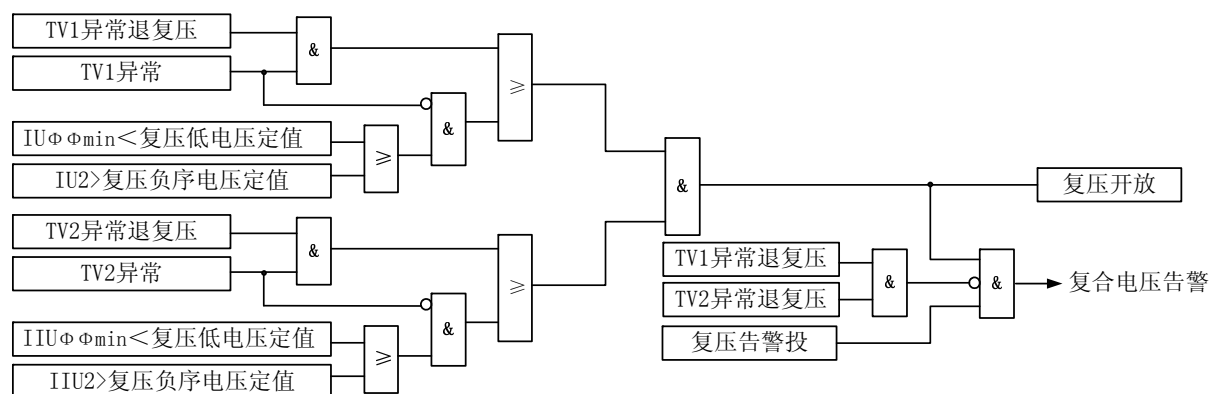 TV1异常退复压
&
TV1异常
≥
&
IUΦΦmin＜复压低电压定值
≥
IU2>复压负序电压定值
&
复压开放
TV2异常退复压
&
TV2异常
≥
TV1异常退复压
&
&
复合电压告警
TV2异常退复压
&
IIUΦΦmin＜复压低电压定值
≥
复压告警投
IIU2>复压负序电压定值